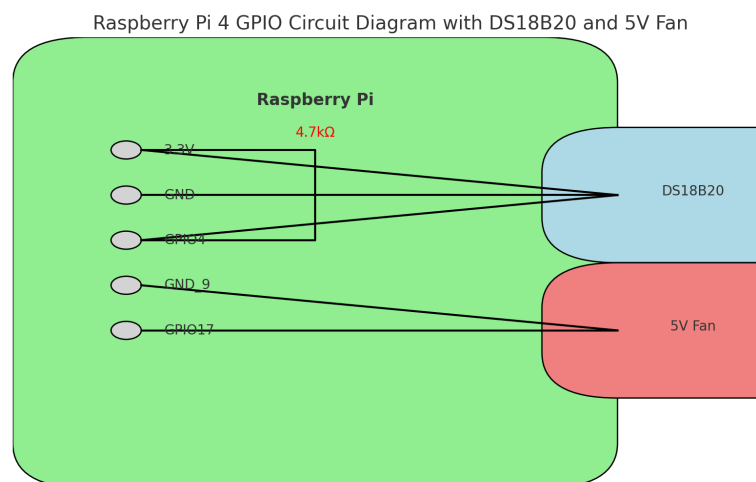 Raspberry Pi 4 GPIO Circuit Diagram with DS18B20 and 5V Fan
Raspberry Pi
4.7kΩ
3.3V
GND
DS18B20
GPIO4
GND_9
GPIO17
5V Fan